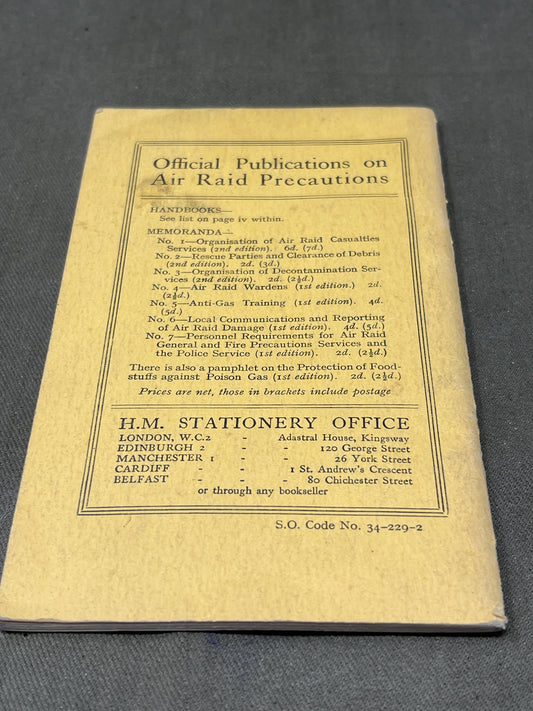 Official Publications on
Air Raid Precautions
HANDBOOKS—
See list on page iv within.
MEMORANDA—
No. 1—Organisation of Air Raid Casualties
Services (2nd edition). 6d. (7d.)
No. 2—Rescue Parties and Clearance of Debris
(2nd edition). 2d. (3d.)
No. 3—Organisation of Decontamination Ser-
vices (2nd edition). 2d. (2½d.)
No. 4—Air Raid Wardens (1st edition). 2d.
(2½d.)
No. 5—Anti-Gas Training (1st edition). 4d.
(5d.)
No. 6—Local Communications and Reporting
of Air Raid Damage (1st edition). 4d. (5d.)
No. 7—Personnel Requirements for Air Raid
General and Fire Precautions Services and
the Police Service (1st edition). 2d. (2½d.)
There is also a pamphlet on the Protection of Food-
stuffs against Poison Gas (1st edition). 2d. (2½d.)
Prices are net, those in brackets include postage
H.M. STATIONERY OFFICE
LONDON, W.C.2 - Adastral House, Kingsway
EDINBURGH 2 - - 120 George Street
MANCHESTER 1 - - 26 York Street
CARDIFF - - 1 St. Andrew's Crescent
BELFAST - - 80 Chichester Street
or through any bookseller
S.O. Code No. 34-229-2